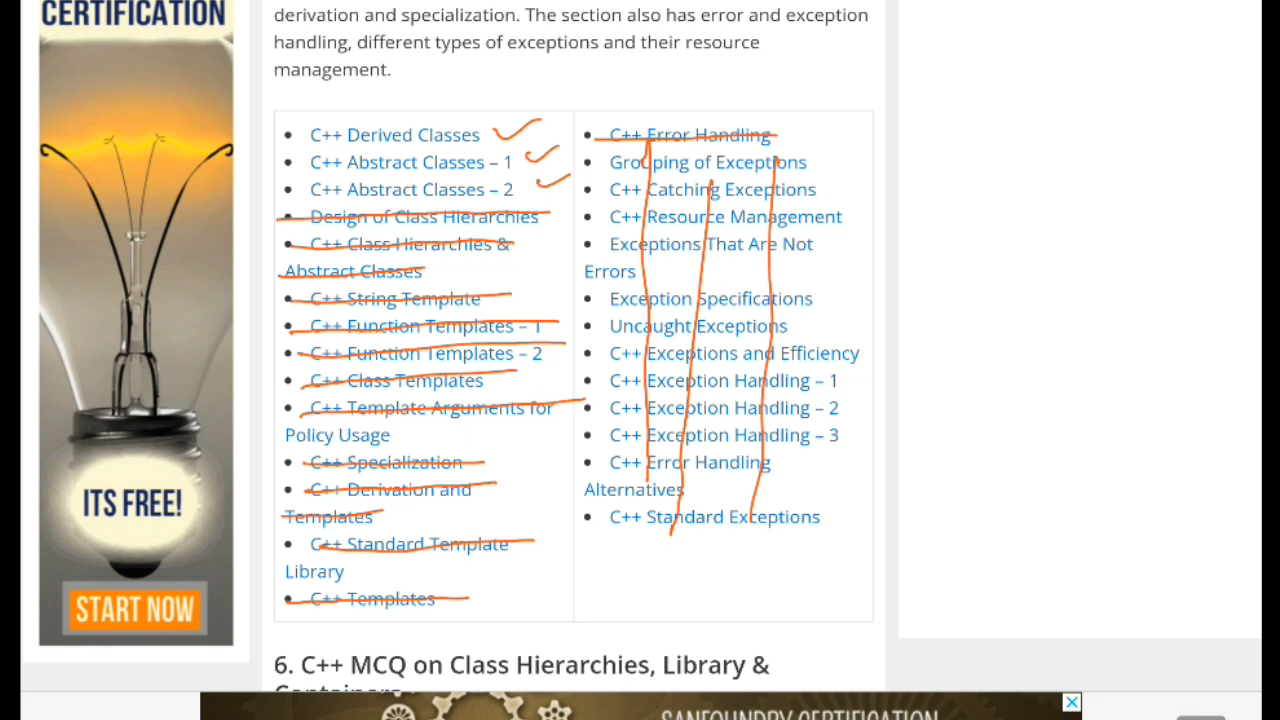 CERTIFICATION
ITS FREE!
START NOW
derivation and specialization. The section also has error and exception
handling, different types of exceptions and their resource
management.
• C++ Derived Classes
• C++ Abstract Classes – 1
• C++ Abstract Classes – 2
• Design of Class Hierarchies
• C++ Class Hierarchies &
Abstract Classes
• C++ String Template
• C++ Function Templates – 1
• C++ Function Templates – 2
• C++ Class Templates
• C++ Template Arguments for
Policy Usage
• C++ Specialization
• C++ Derivation and
Templates
• C++ Standard Template
Library
• C++ Templates
• C++ Error Handling
• Grouping of Exceptions
• C++ Catching Exceptions
• C++ Resource Management
• Exceptions That Are Not
Errors
• Exception Specifications
• Uncaught Exceptions
• C++ Exceptions and Efficiency
• C++ Exception Handling – 1
• C++ Exception Handling – 2
• C++ Exception Handling – 3
• C++ Error Handling
Alternatives
• C++ Standard Exceptions
6. C++ MCQ on Class Hierarchies, Library &
Containers
SANFOUNDRY CERTIFICATION